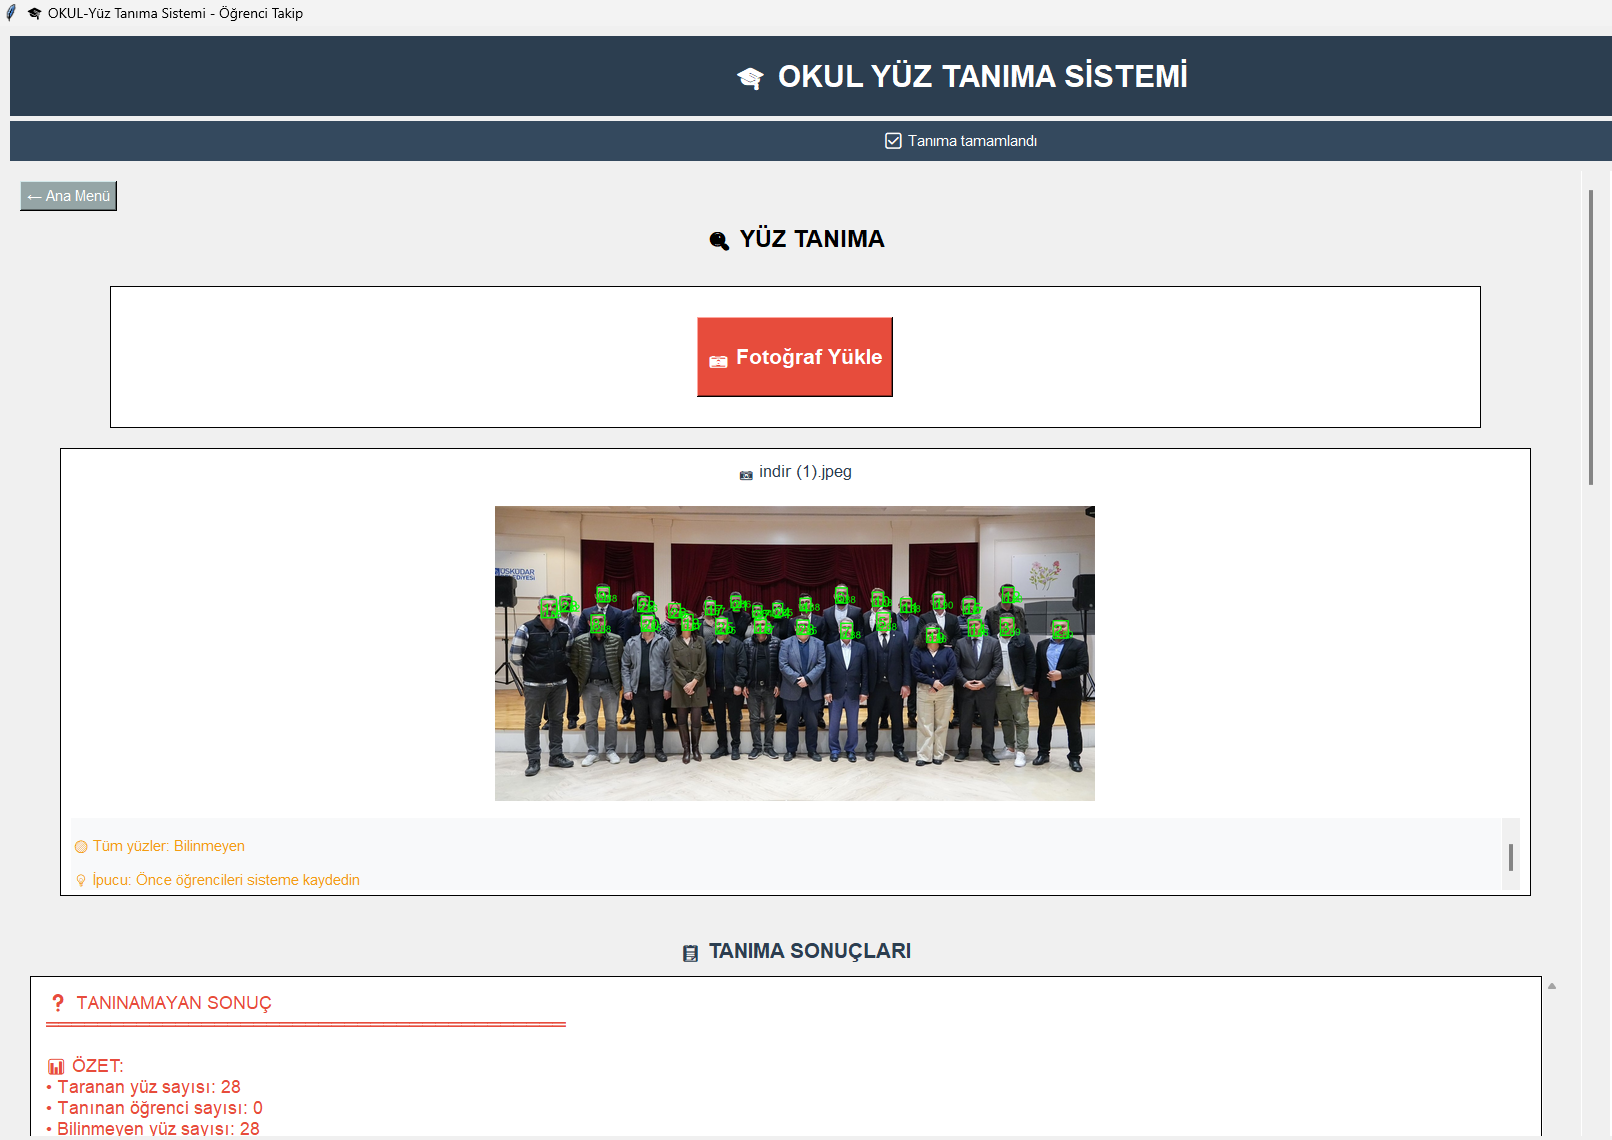 OKUL-Yüz Tanıma Sistemi - Öğrenci Takip
OKUL YÜZ TANIMA SİSTEMİ
Tanıma tamamlandı
← Ana Menü
YÜZ TANIMA
Fotoğraf Yükle
indir (1).jpeg
ÜSKÜDAR
Tüm yüzler: Bilinmeyen
İpucu: Önce öğrencileri sisteme kaydedin
TANIMA SONUÇLARI
? TANINAMAYAN SONUÇ
ÖZET:
• Taranan yüz sayısı: 28
• Tanınan öğrenci sayısı: 0
• Bilinmeyen yüz sayısı: 28